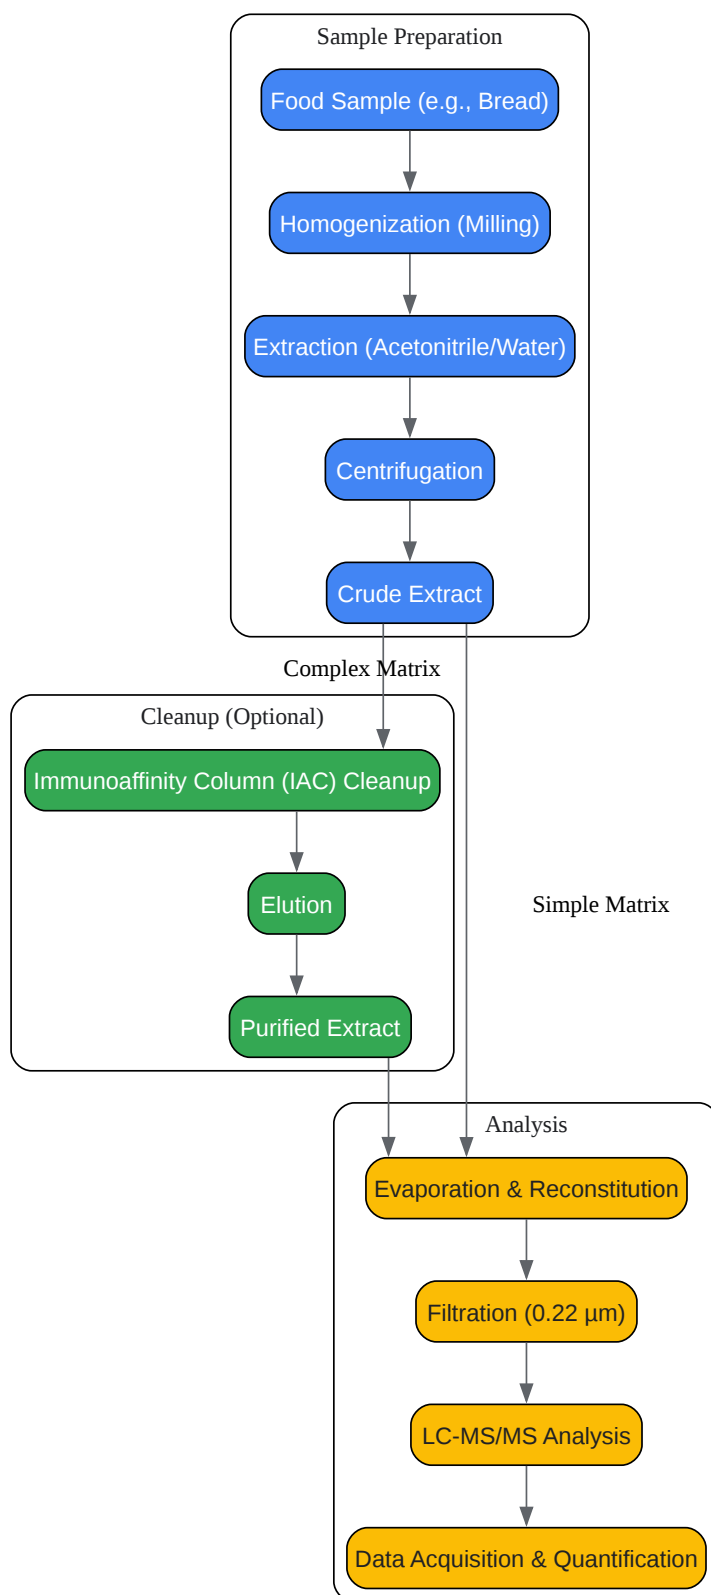 Sample Preparation
Food Sample (e.g., Bread)
Homogenization (Milling)
Extraction (Acetonitrile/Water)
Centrifugation
Crude Extract
Complex Matrix
Cleanup (Optional)
Immunoaffinity Column (IAC) Cleanup
Elution
Simple Matrix
Purified Extract
Analysis
Evaporation & Reconstitution
Filtration (0.22 µm)
LC-MS/MS Analysis
Data Acquisition & Quantification